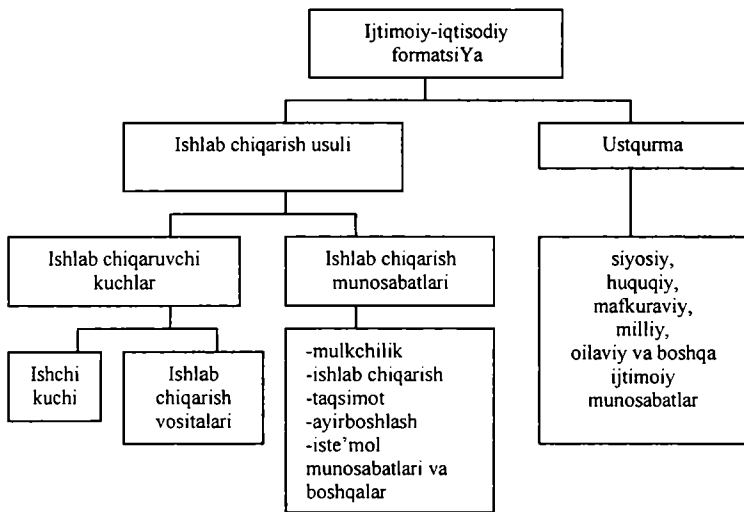 Ijtimoiy-iqtisodiy
formatsiYa
Ishlab chiqarish usuli
Ustqurma
Ishlab chiqaruvchi
kuchlar
Ishlab chiqarish
munosabatlari
siyosiy,
huquqiy,
mafkuraviy,
milliy,
oilaviy va boshqa
ijtimoiy
munosabatlar
Ishchi
kuchi
Ishlab
chiqarish
vositalari
-mulkchilik
-ishlab chiqarish
-taqsimot
-ayirboshlash
-iste’mol
munosabatlari va
boshqalar